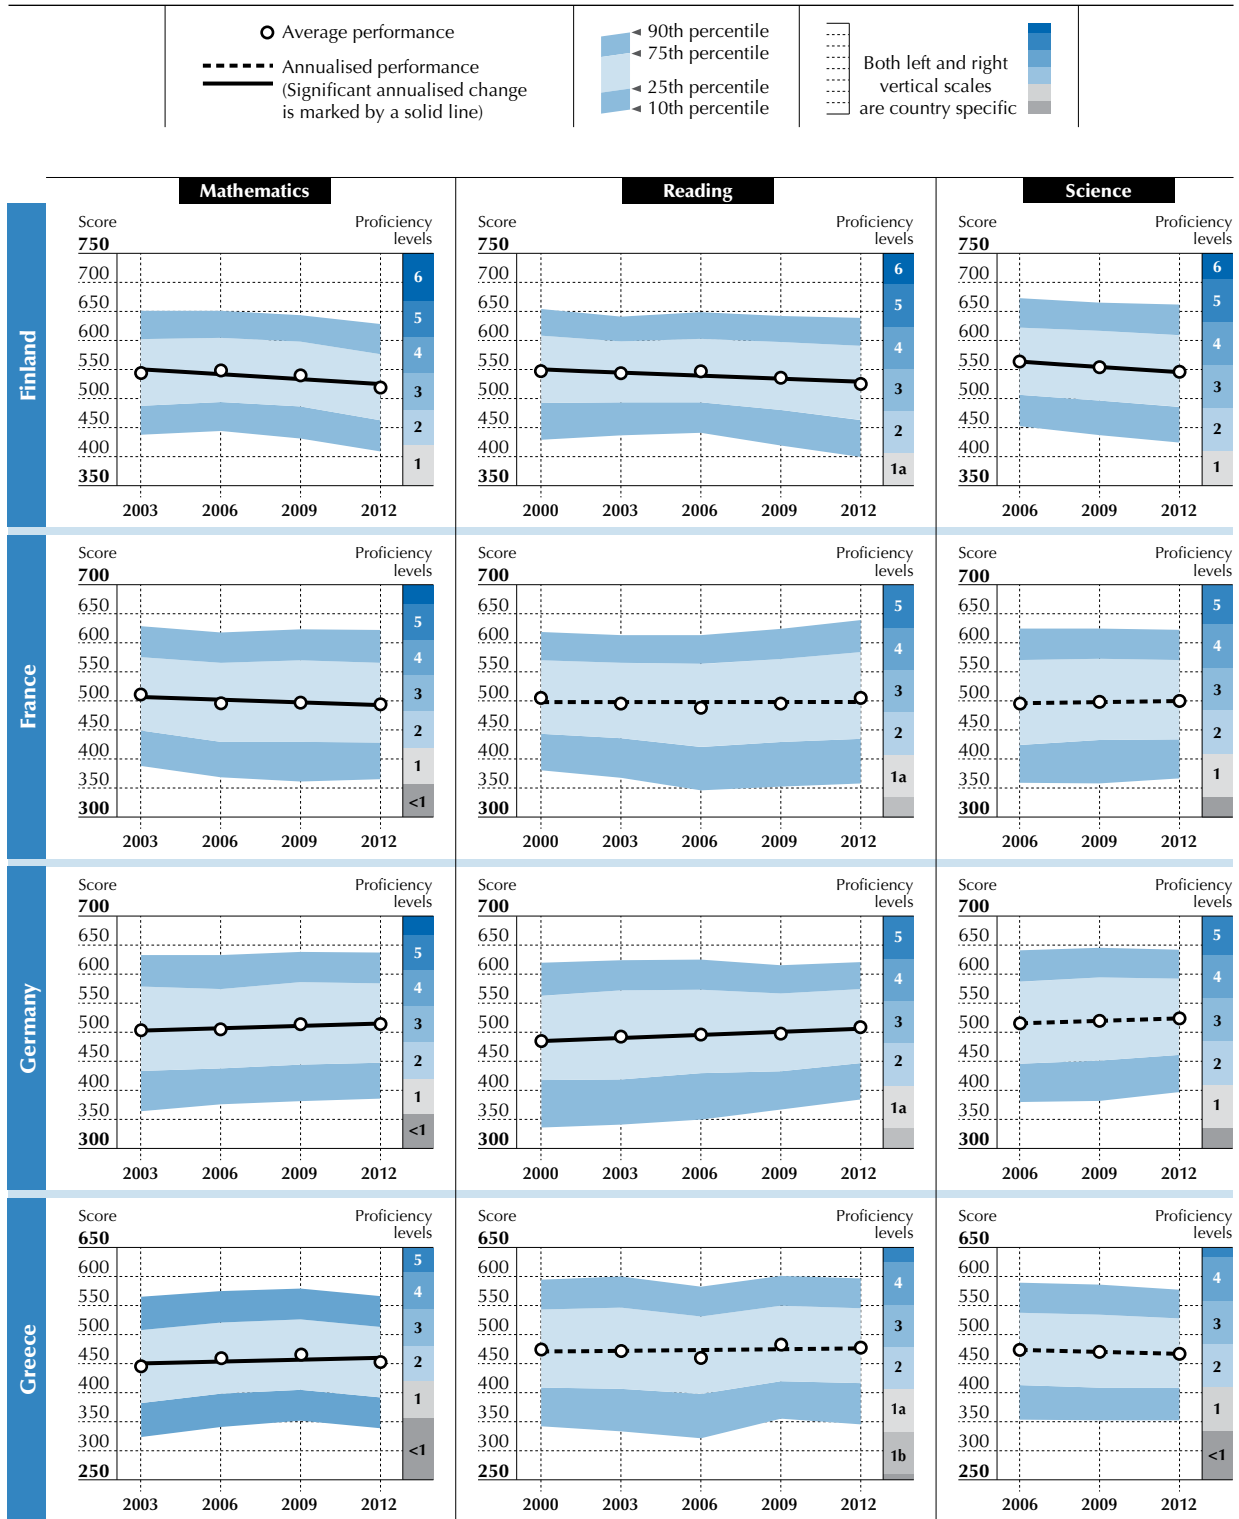 Average performance
Annualised performance
(Significant annualised change
is marked by a solid line)
90th percentile
75th percentile
25th percentile
10th percentile
Both left and right
vertical scales
are country specific
Mathematics
Reading
Science
Finland
Score
Proficiency
levels
750
700
650
600
550
500
450
400
350
6
5
4
3
2
1
2003 2006 2009 2012
Score
Proficiency
levels
750
700
650
600
550
500
450
400
350
6
5
4
3
2
1a
2000 2003 2006 2009 2012
Score
Proficiency
levels
750
700
650
600
550
500
450
400
350
6
5
4
3
2
1
2006 2009 2012
France
Score
Proficiency
levels
700
650
600
550
500
450
400
350
300
5
4
3
2
1
<1
2003 2006 2009 2012
Score
Proficiency
levels
700
650
600
550
500
450
400
350
300
5
4
3
2
1a
2000 2003 2006 2009 2012
Score
Proficiency
levels
700
650
600
550
500
450
400
350
300
5
4
3
2
1
2006 2009 2012
Germany
Score
Proficiency
levels
700
650
600
550
500
450
400
350
300
5
4
3
2
1
<1
2003 2006 2009 2012
Score
Proficiency
levels
700
650
600
550
500
450
400
350
300
5
4
3
2
1a
2000 2003 2006 2009 2012
Score
Proficiency
levels
700
650
600
550
500
450
400
350
300
5
4
3
2
1
2006 2009 2012
Greece
Score
Proficiency
levels
650
600
550
500
450
400
350
300
250
5
4
3
2
1
<1
2003 2006 2009 2012
Score
Proficiency
levels
650
600
550
500
450
400
350
300
250
4
3
2
1a
1b
2000 2003 2006 2009 2012
Score
Proficiency
levels
650
600
550
500
450
400
350
300
250
4
3
2
1
<1
2006 2009 2012